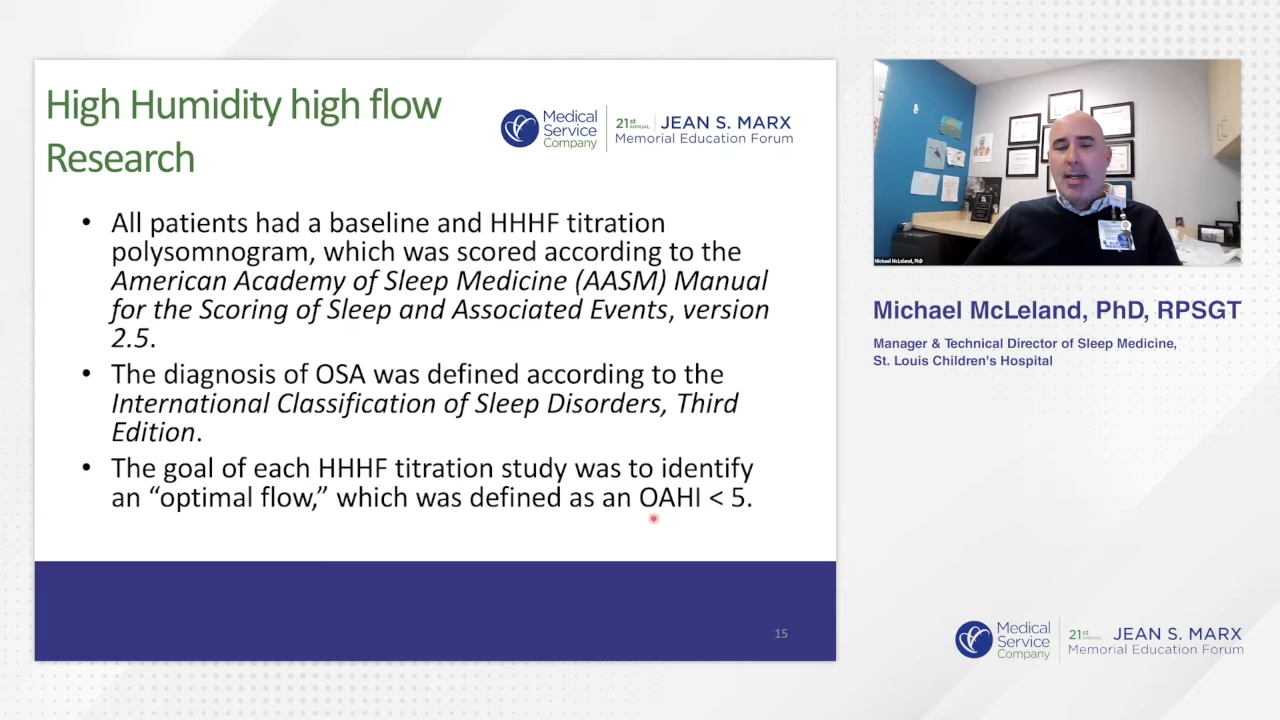 High Humidity high flow
Research
Medical
Service
Company
21st
ANNUAL
JEAN S. MARX
Memorial Education Forum
• All patients had a baseline and HHHF titration
polysomnogram, which was scored according to the
American Academy of Sleep Medicine (AASM) Manual
for the Scoring of Sleep and Associated Events, version
2.5.
• The diagnosis of OSA was defined according to the
International Classification of Sleep Disorders, Third
Edition.
• The goal of each HHHF titration study was to identify
an “optimal flow,” which was defined as an OAHI < 5.
15
Michael McLeland, PhD
Michael McLeland, PhD, RPSGT
Manager & Technical Director of Sleep Medicine,
St. Louis Children's Hospital
Medical
Service
Company
21st
ANNUAL
JEAN S. MARX
Memorial Education Forum